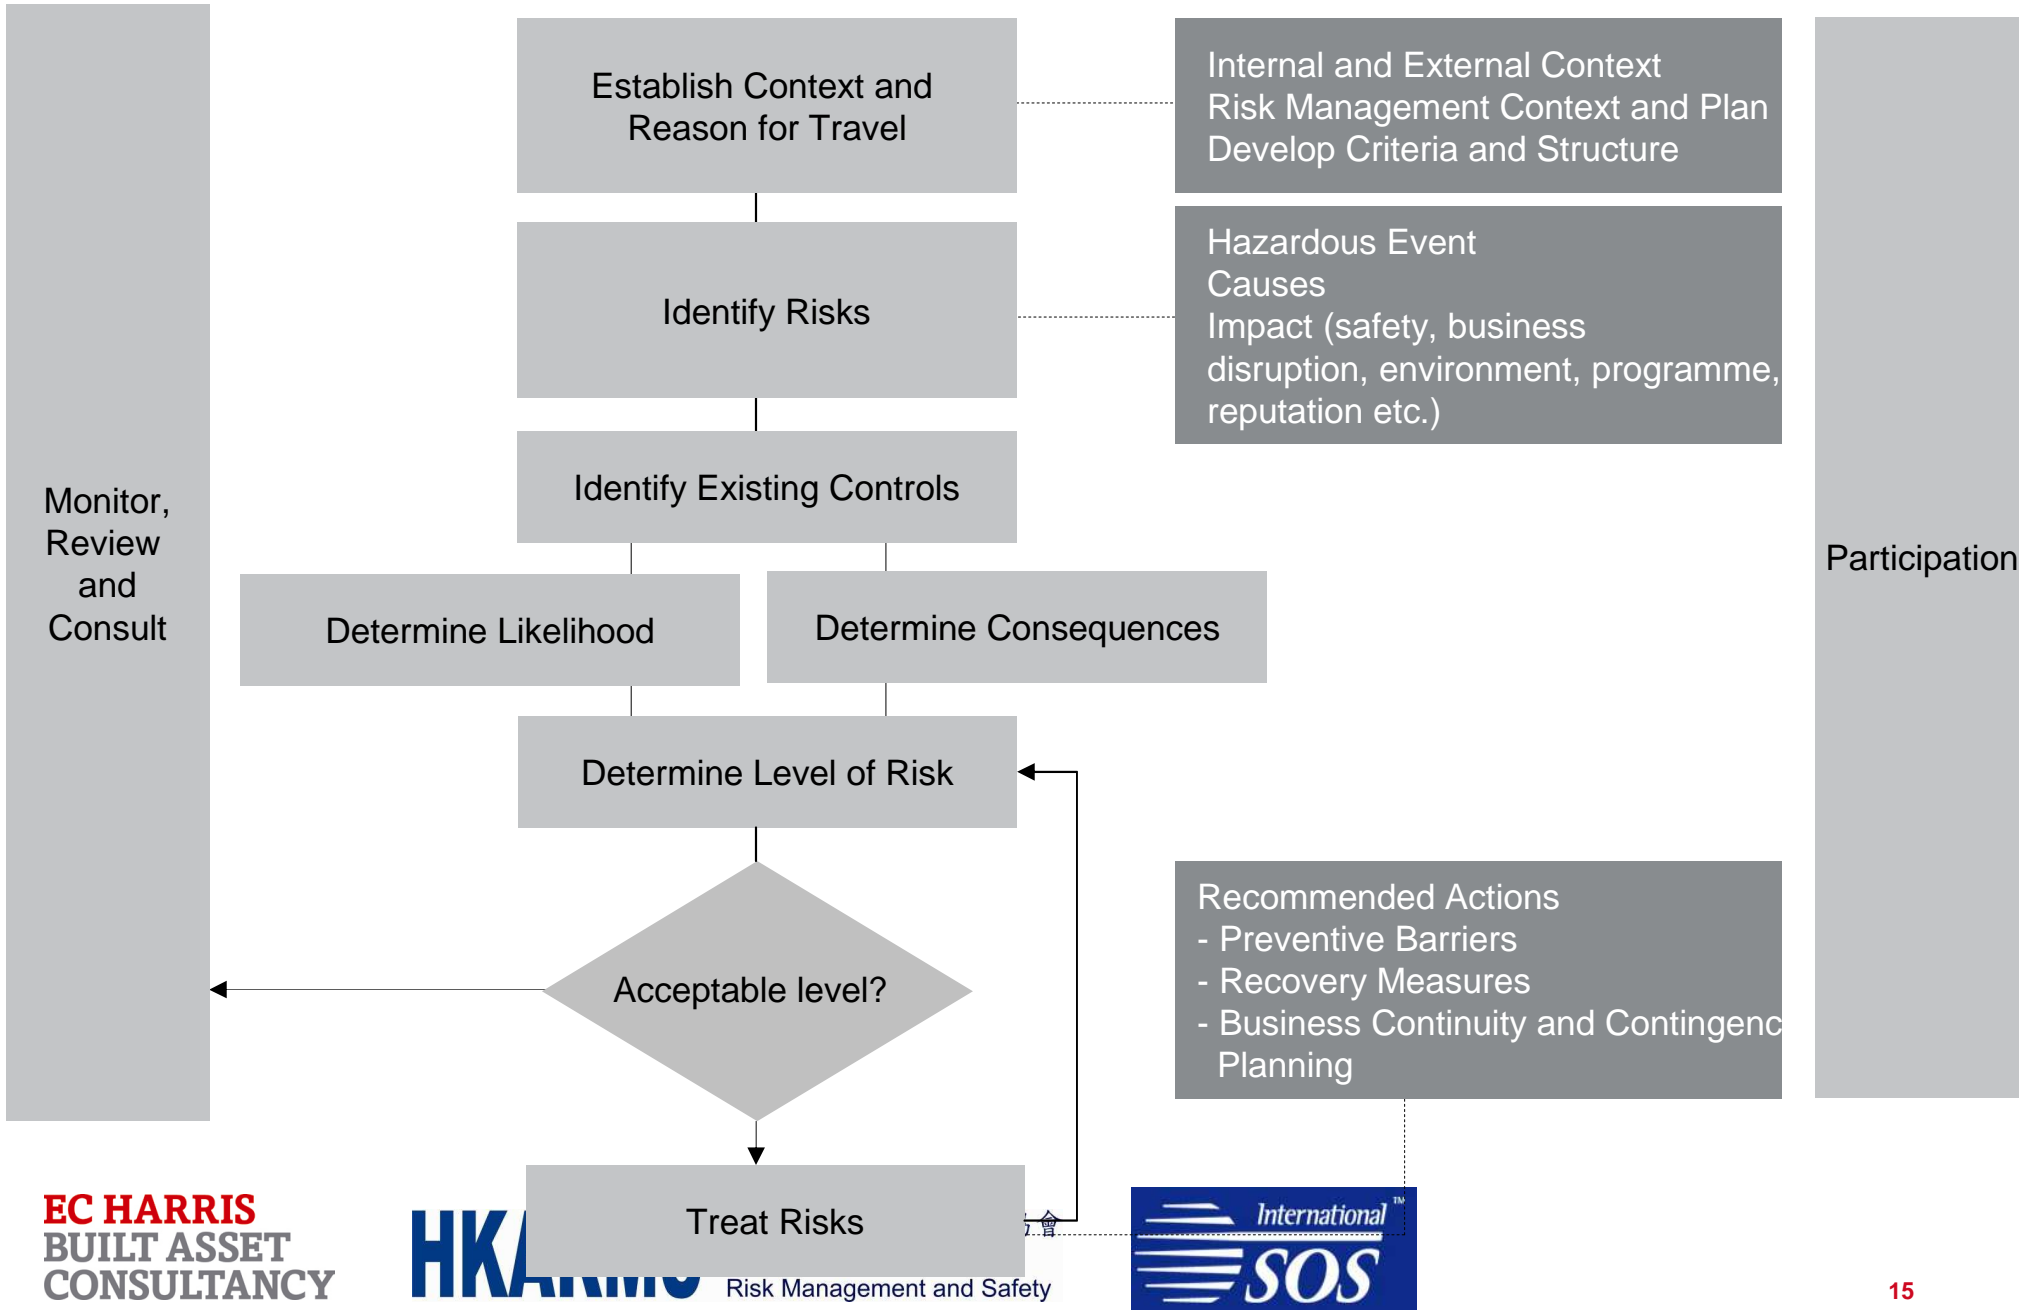 Establish Context and
Reason for Travel
Internal and External Context
Risk Management Context and Plan
Develop Criteria and Structure
Identify Risks
Hazardous Event
Causes
Impact (safety, business
disruption, environment, programme,
reputation etc.)
Identify Existing Controls
Monitor,
Review
and
Consult
Participation
Determine Likelihood
Determine Consequences
Determine Level of Risk
Acceptable level?
Recommended Actions
- Preventive Barriers
- Recovery Measures
- Business Continuity and Contingenc
Planning
Treat Risks
EC HARRIS
BUILT ASSET
CONSULTANCY
會
Risk Management and Safety
International™
SOS
15